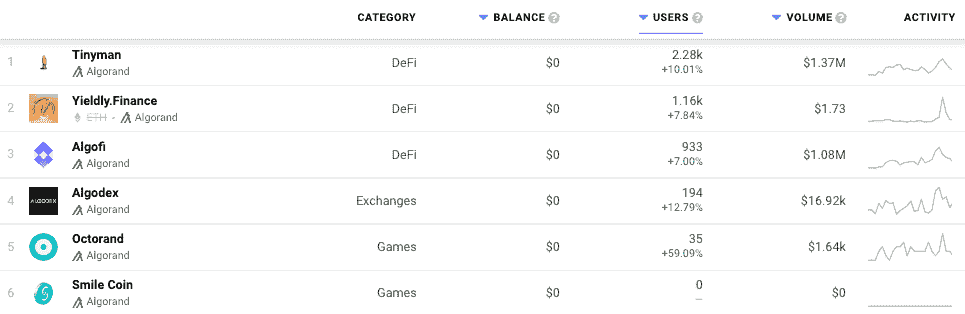 CATEGORY BALANCE ? USERS ? VOLUME ? ACTIVITY
1 Tinyman DeFi $0 2.28k $1.37M
Algorand +10.01%
2 Yieldly.Finance DeFi $0 1.16k $1.73
ETH - Algorand +7.84%
3 Algofi DeFi $0 933 $1.08M
Algorand +7.00%
4 ALGODEX Algodex Exchanges $0 194 $16.92k
Algorand +12.79%
5 Octorand Games $0 35 $1.64k
Algorand +59.09%
6 Smile Coin Games $0 0 $0
Algorand –